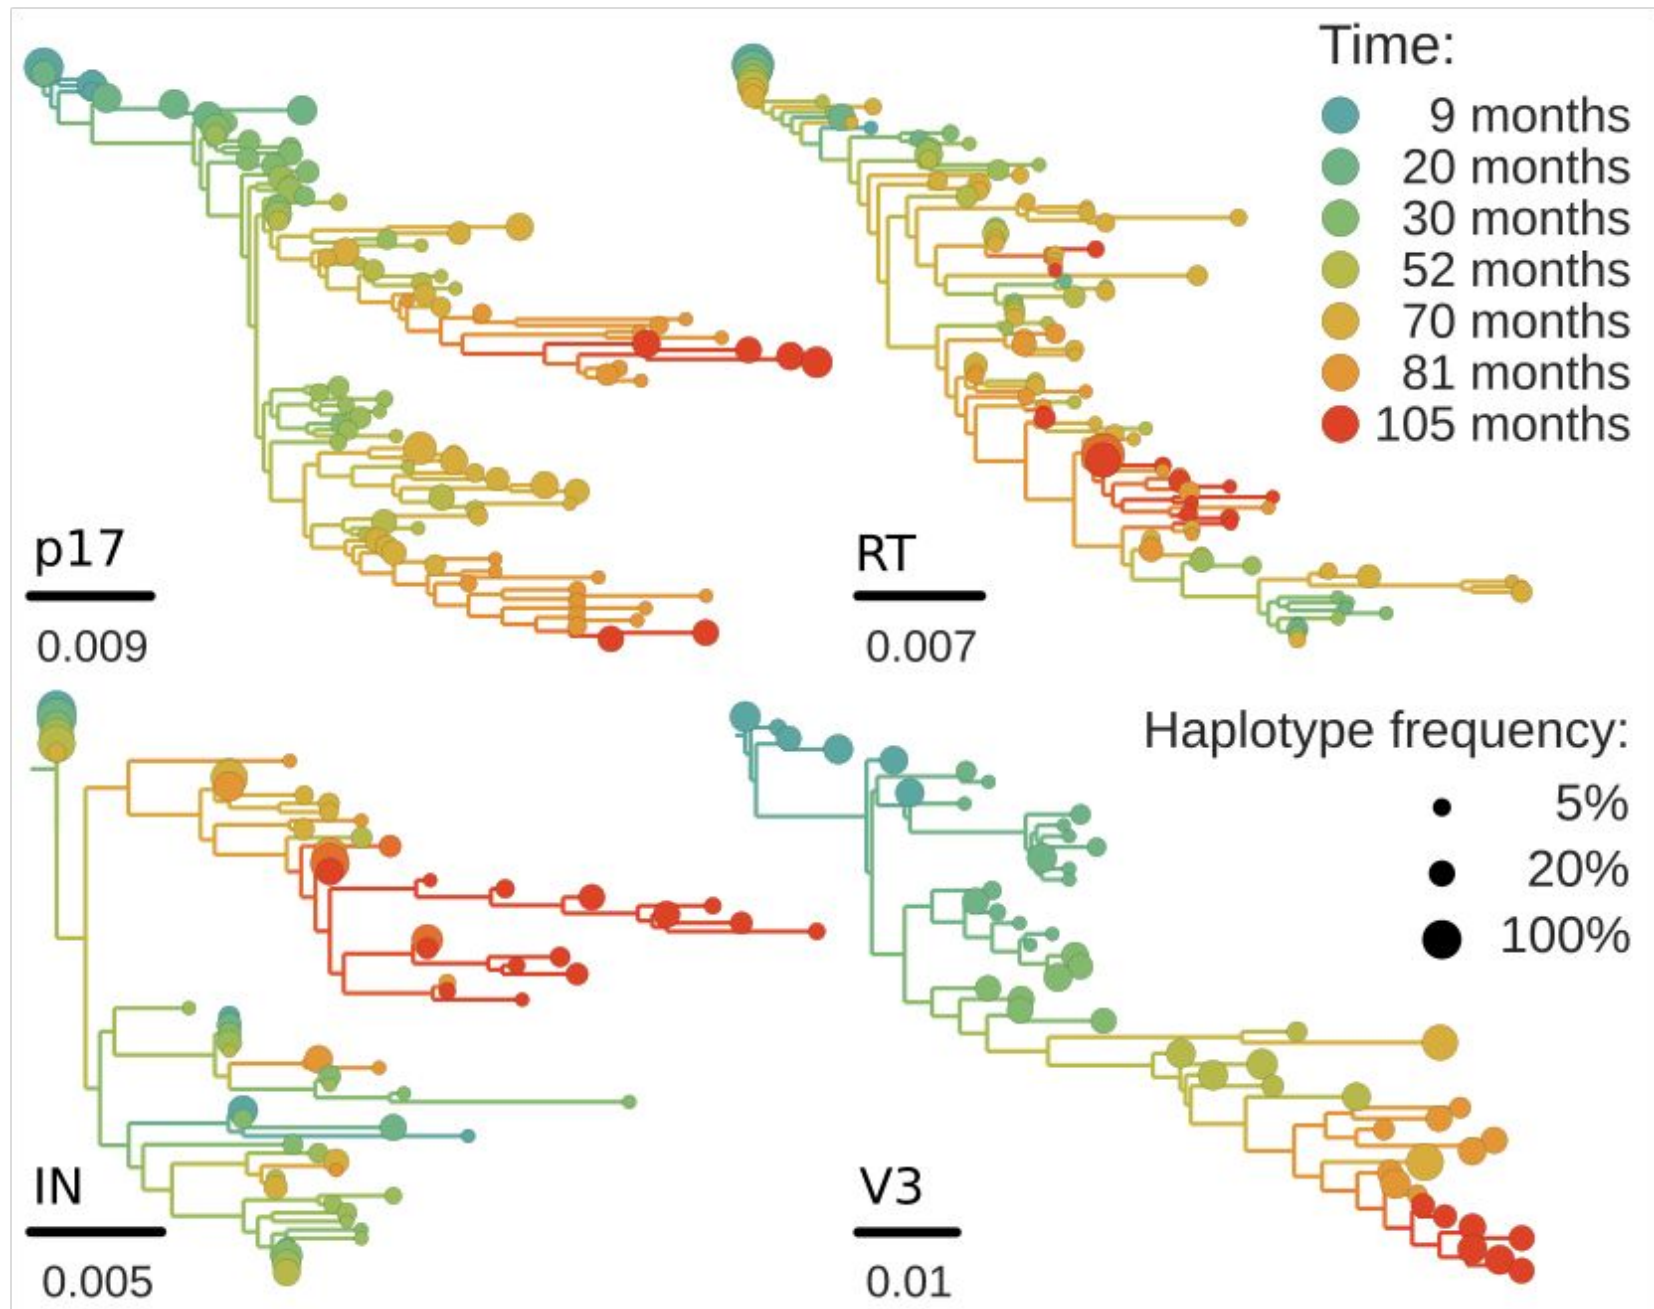 Time:
9 months
20 months
30 months
52 months
70 months
81 months
105 months
p17
0.009
RT
0.007
Haplotype frequency:
5%
20%
100%
IN
0.005
V3
0.01